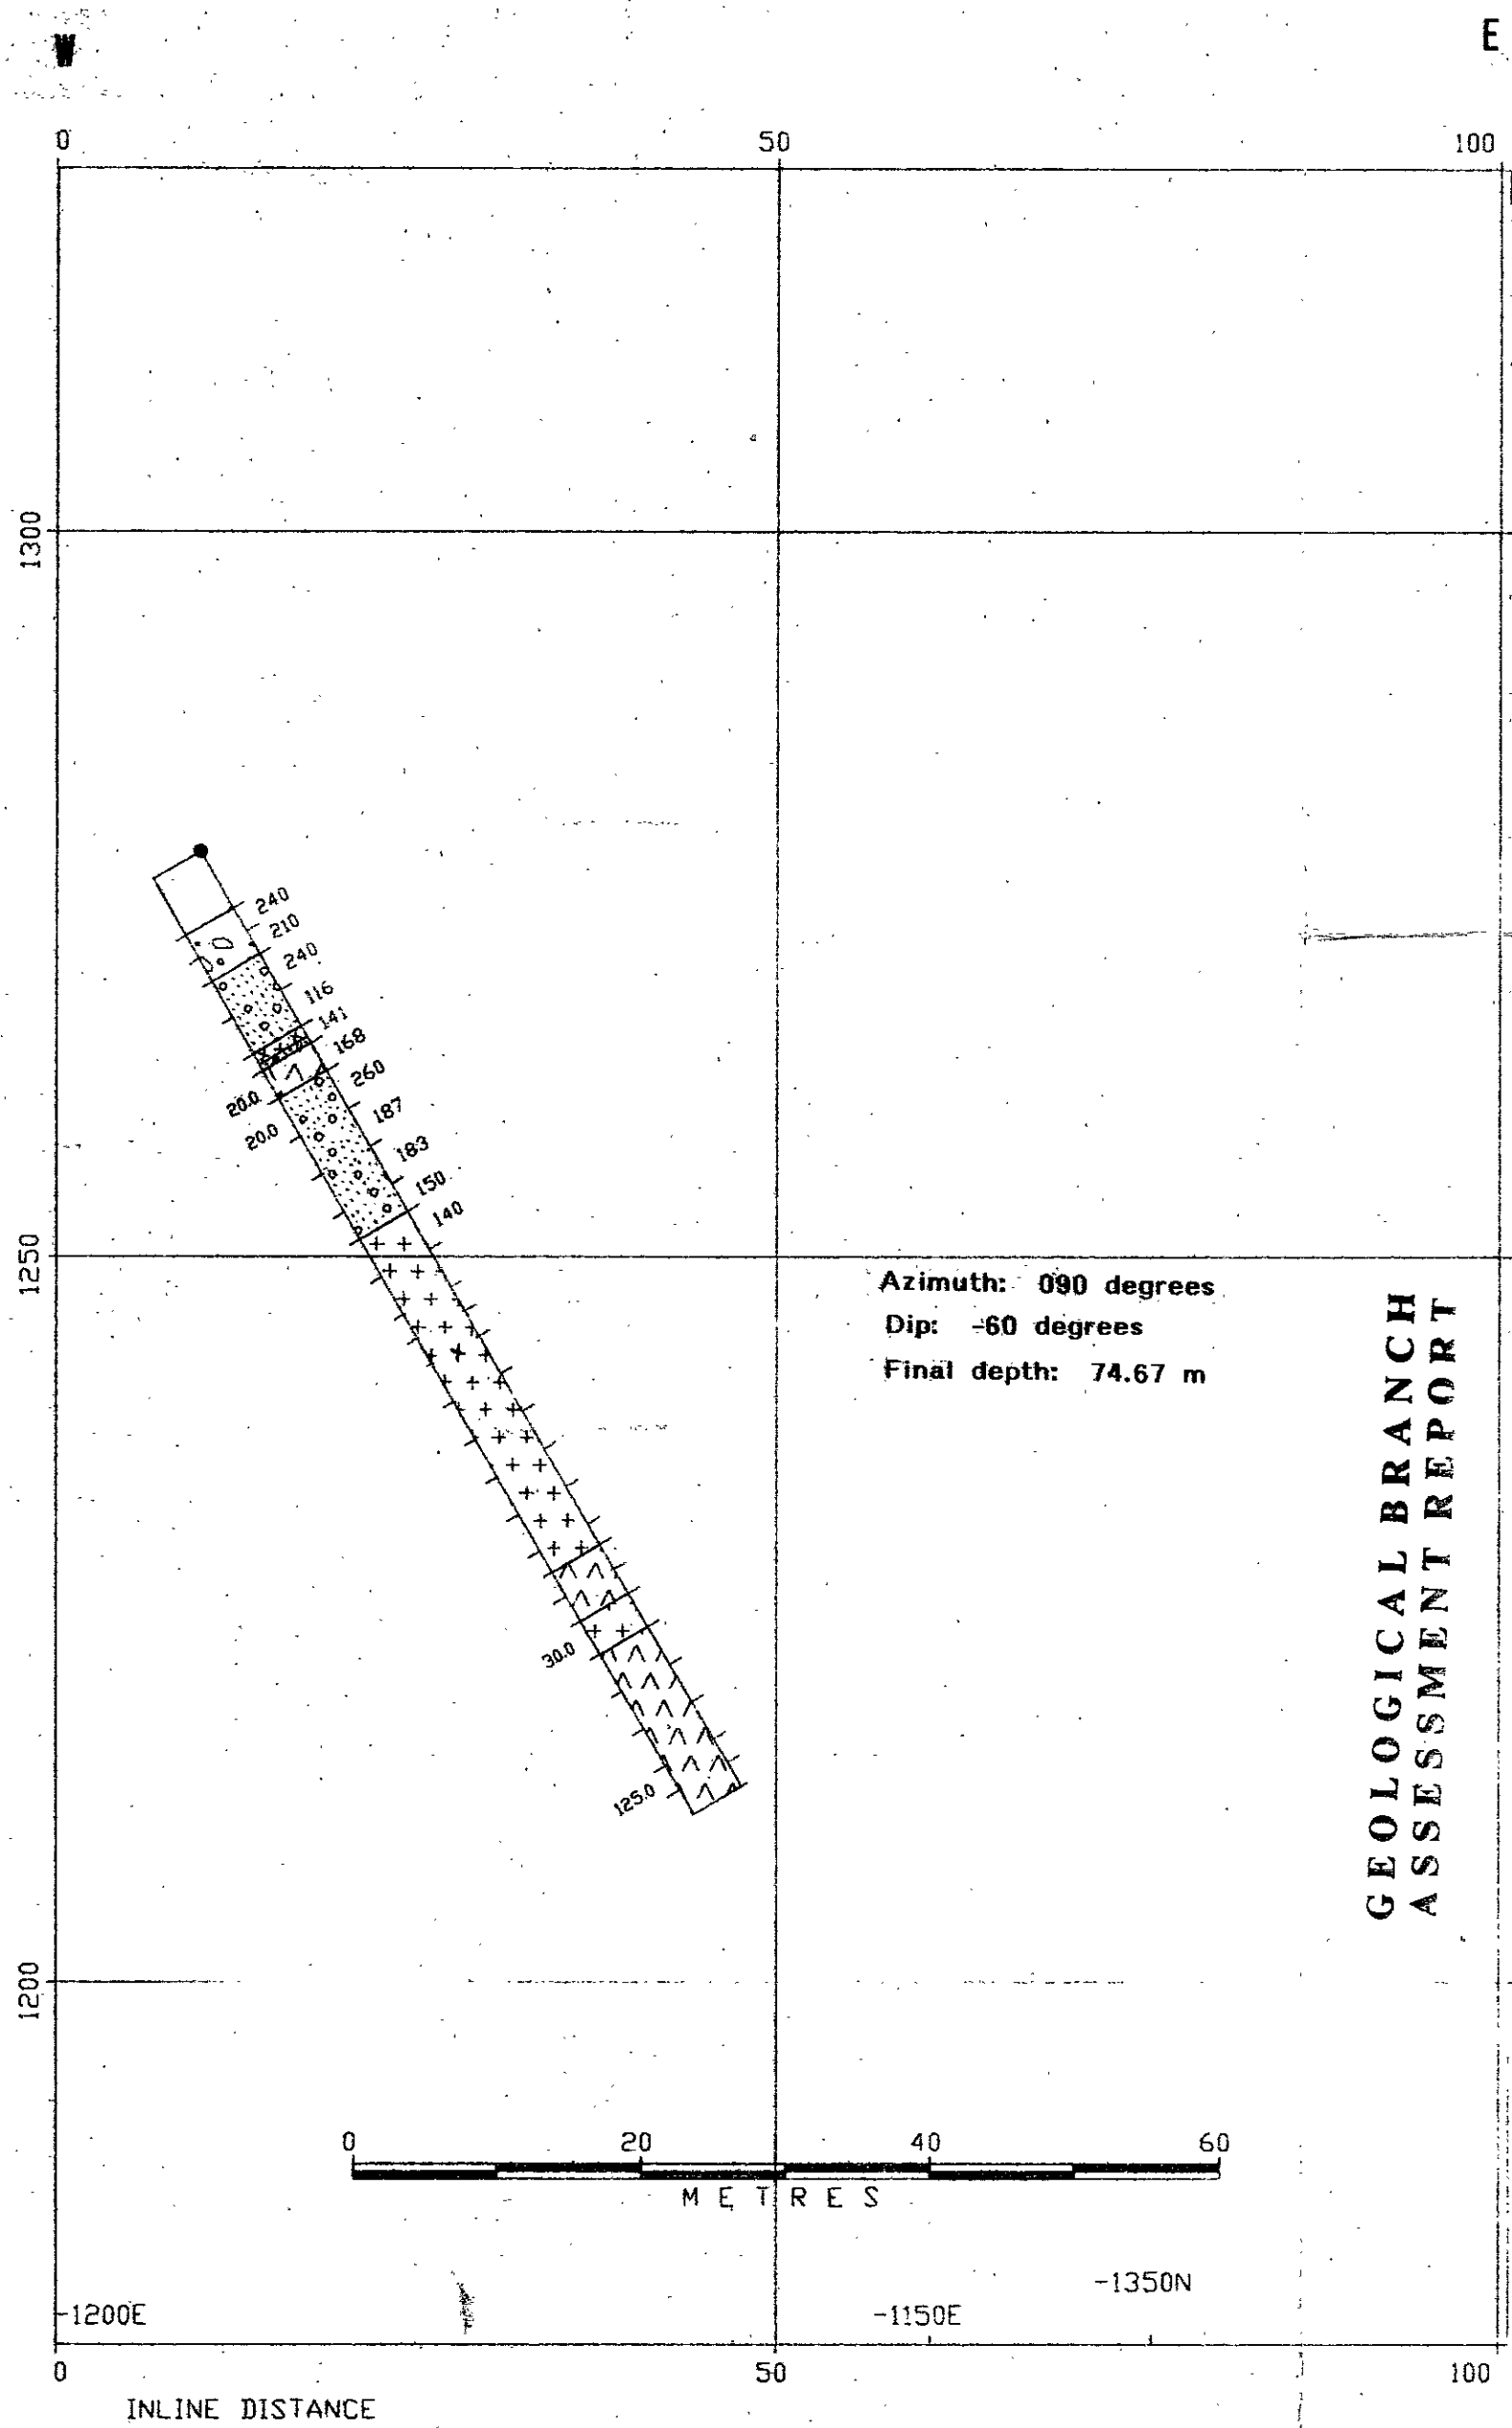 W E
0 50 100
1300
240
210
240
116
141
168
260
187
183
150
140
20.0
20.0
1250
Azimuth: 090 degrees
Dip: -60 degrees
Final depth: 74.67 m
GEOLOGICAL BRANCH
ASSESSMENT REPORT
30.0
125.0
1200
0 20 40 60
METRES
-1350N
-1200E -1150E
0 50 100
INLINE DISTANCE